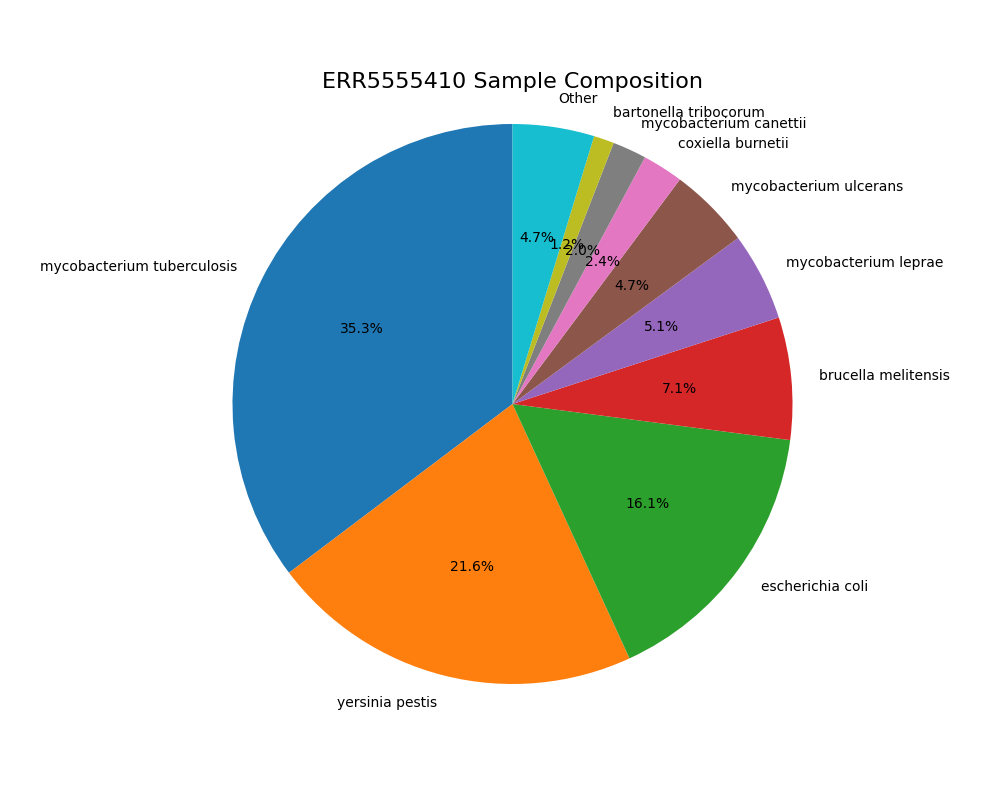 ERR5555410 Sample Composition
Other
bartonella tribocorum
mycobacterium canettii
coxiella burnetii
mycobacterium ulcerans
mycobacterium leprae
mycobacterium tuberculosis
brucella melitensis
escherichia coli
yersinia pestis
4.7%
1.2%
2.0%
2.4%
4.7%
5.1%
35.3%
7.1%
16.1%
21.6%